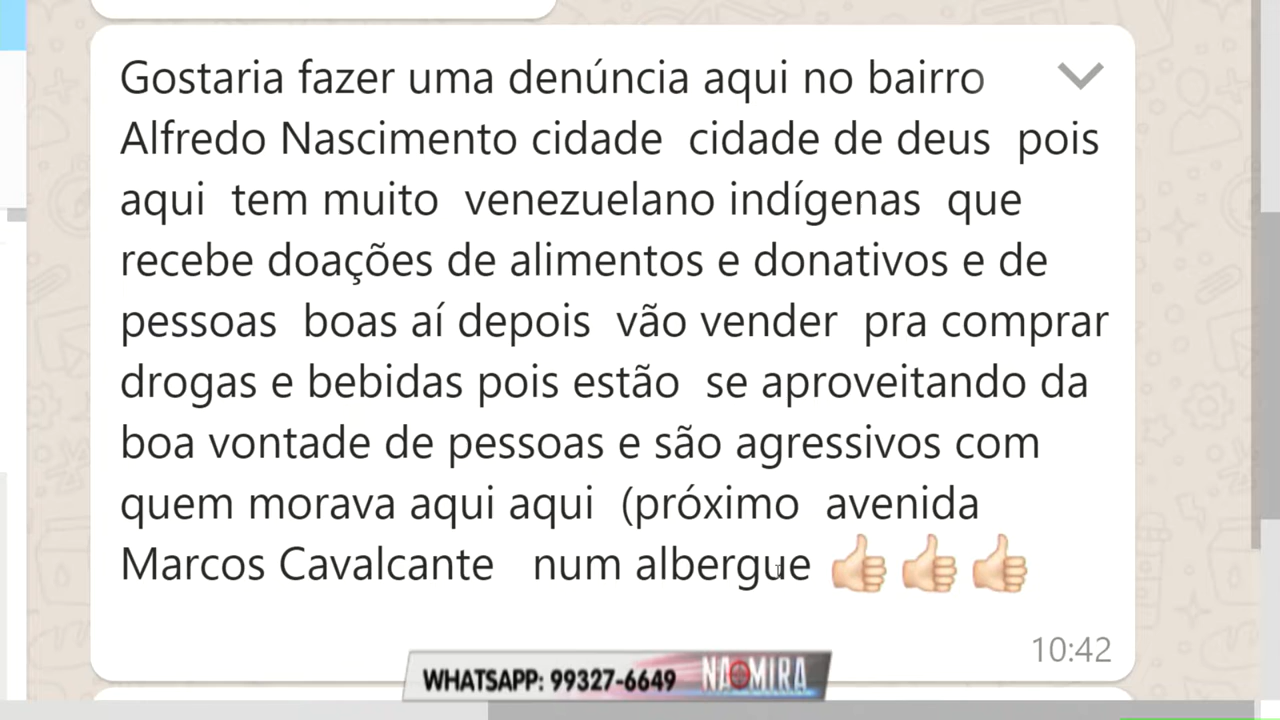 Gostaria fazer uma denúncia aqui no bairro
Alfredo Nascimento cidade cidade de deus pois
aqui tem muito venezuelano indígenas que
recebe doações de alimentos e donativos e de
pessoas boas aí depois vão vender pra comprar
drogas e bebidas pois estão se aproveitando da
boa vontade de pessoas e são agressivos com
quem morava aqui aqui (próximo avenida
Marcos Cavalcante num albergue 👍🏻👍🏻👍🏻
10:42
WHATSAPP: 99327-6649 NA MIRA